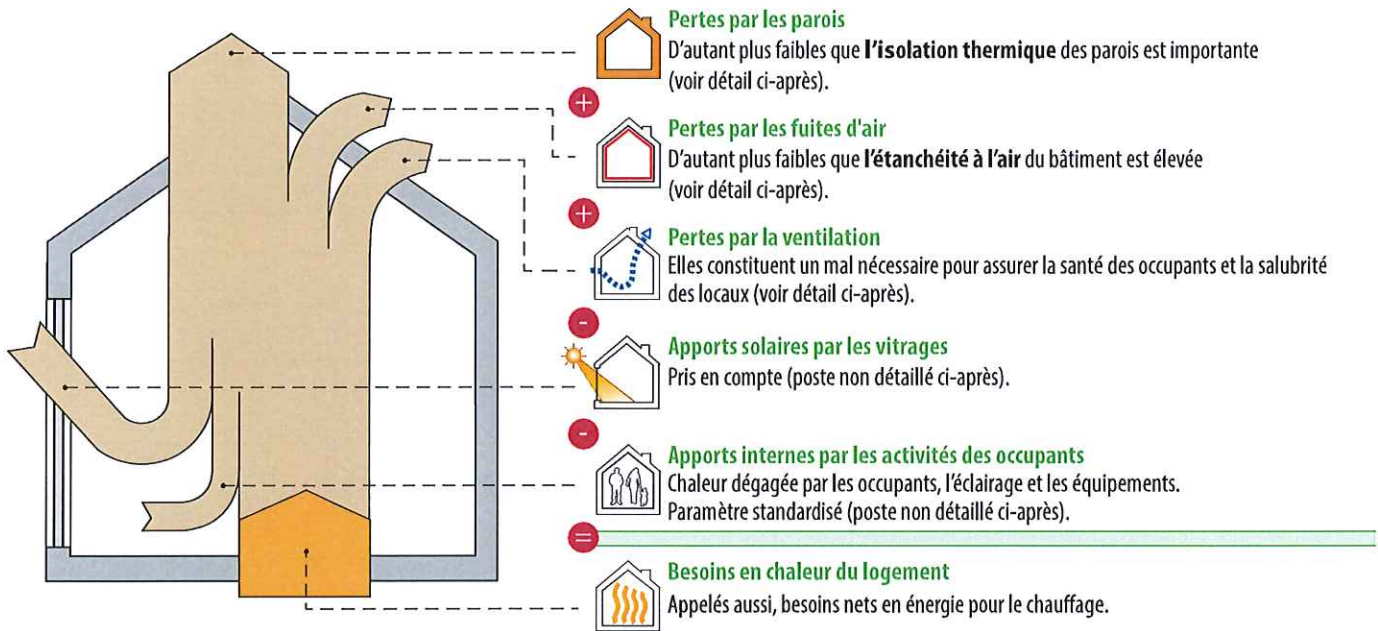 Pertes par les parois
D'autant plus faibles que l'isolation thermique des parois est importante
(voir détail ci-après).
+
Pertes par les fuites d'air
D'autant plus faibles que l'étanchéité à l'air du bâtiment est élevée
(voir détail ci-après).
+
Pertes par la ventilation
Elles constituent un mal nécessaire pour assurer la santé des occupants et la salubrité
des locaux (voir détail ci-après).
-
Apports solaires par les vitrages
Pris en compte (poste non détaillé ci-après).
-
Apports internes par les activités des occupants
Chaleur dégagée par les occupants, l'éclairage et les équipements.
Paramètre standardisé (poste non détaillé ci-après).
=
Besoins en chaleur du logement
Appelés aussi, besoins nets en énergie pour le chauffage.